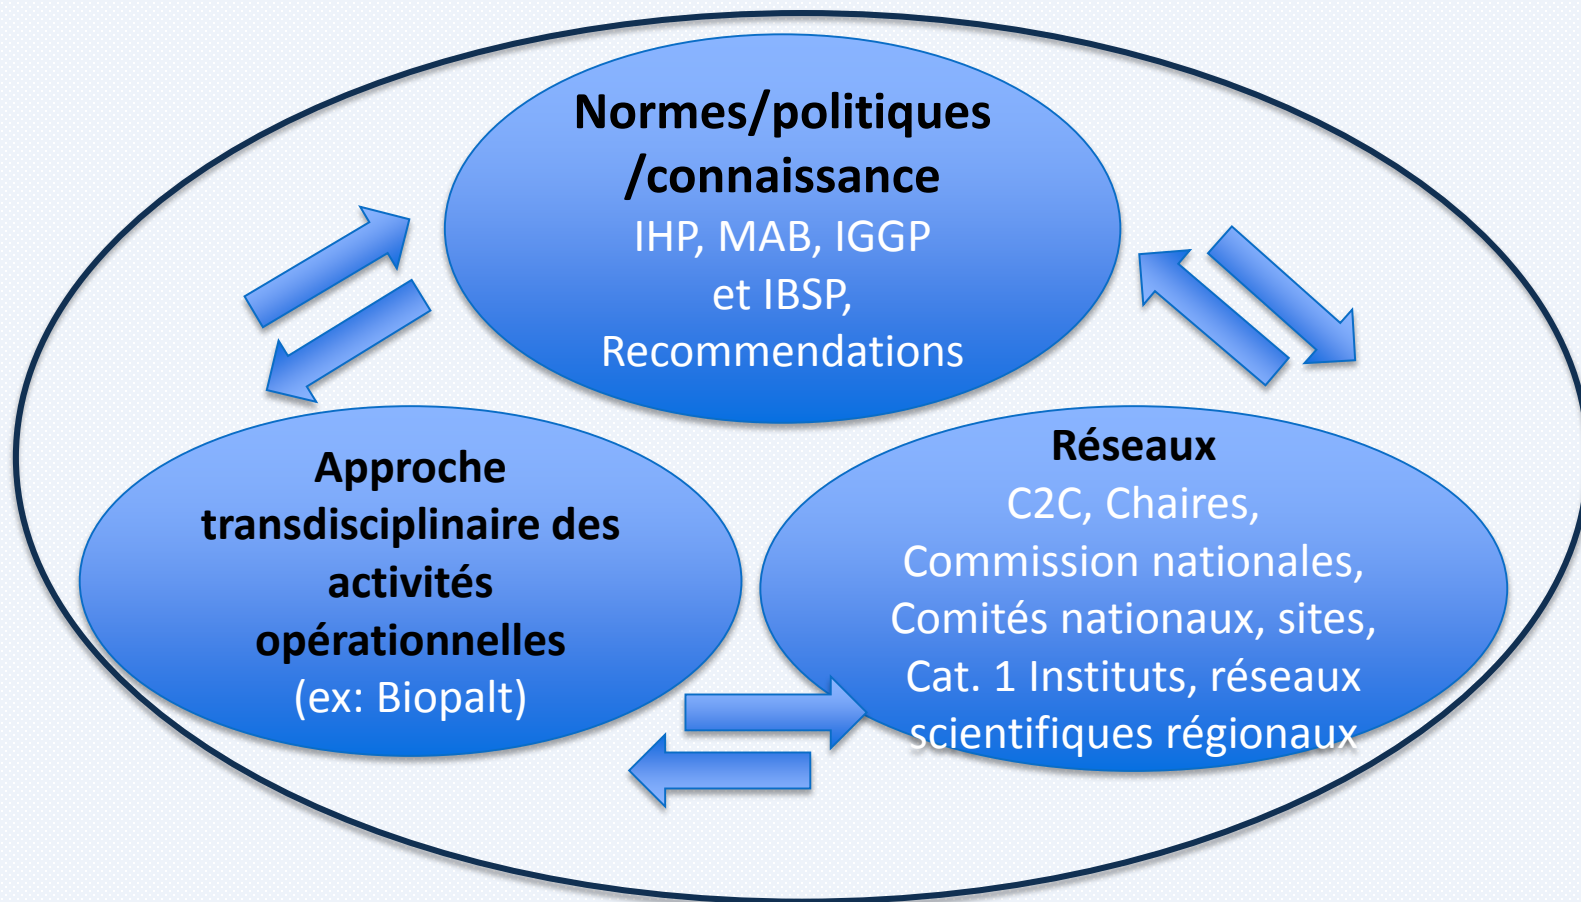 Normes/politiques
/connaissance
IHP, MAB, IGGP
et IBSP,
Recommendations
Approche
transdisciplinaire des
activités
opérationnelles
(ex: Biopalt)
Réseaux
C2C, Chaires,
Commission nationales,
Comités nationaux, sites,
Cat. 1 Instituts, réseaux
scientifiques régionaux